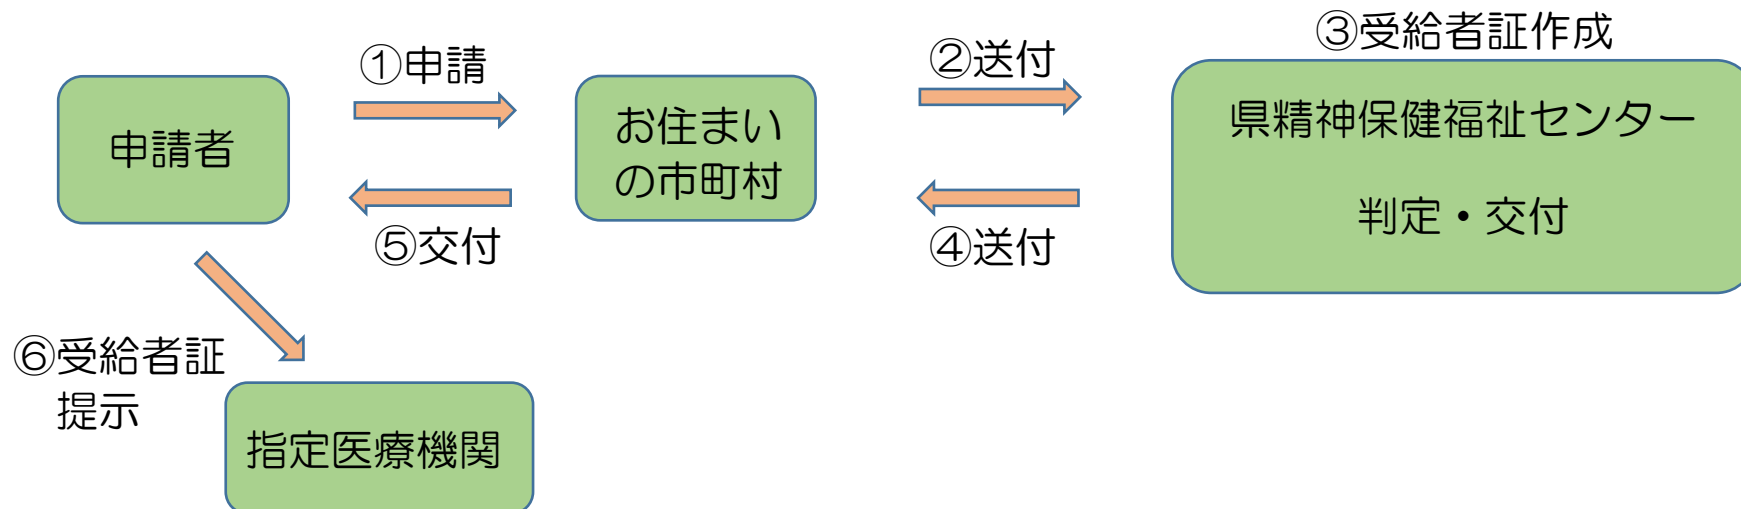 ③受給者証作成
①申請
②送付
申請者
お住まい
の市町村
県精神保健福祉センター
判定・交付
⑤交付
④送付
⑥受給者証
提示
指定医療機関